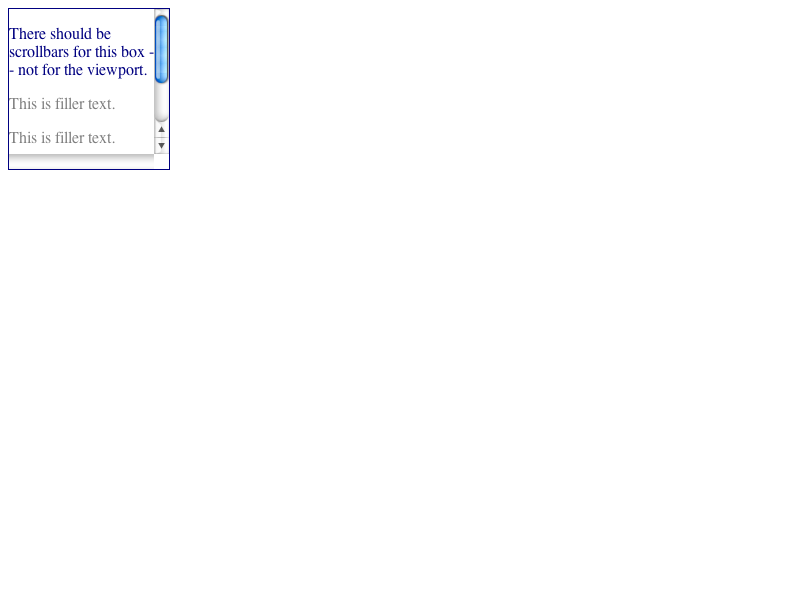 There should be
scrollbars for this box -
- not for the viewport.
This is filler text.
This is filler text.